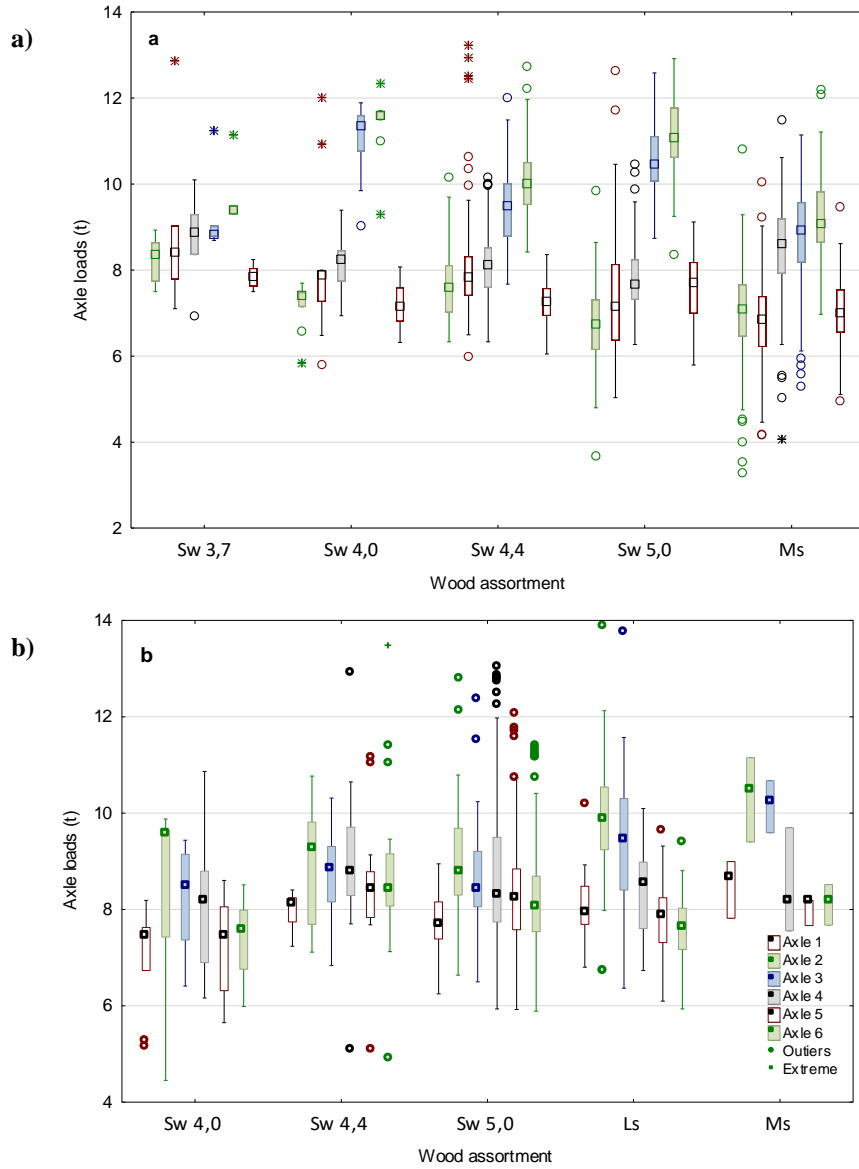 a)
a
14
12
10
8
6
4
2
Axle loads (t)
Sw 3,7 Sw 4,0 Sw 4,4 Sw 5,0 Ms
Wood assortment
b)
b
14
12
10
8
6
4
Axle loads (t)
Axle 1
Axle 2
Axle 3
Axle 4
Axle 5
Axle 6
Outiers
Extreme
Sw 4,0 Sw 4,4 Sw 5,0 Ls Ms
Wood assortment